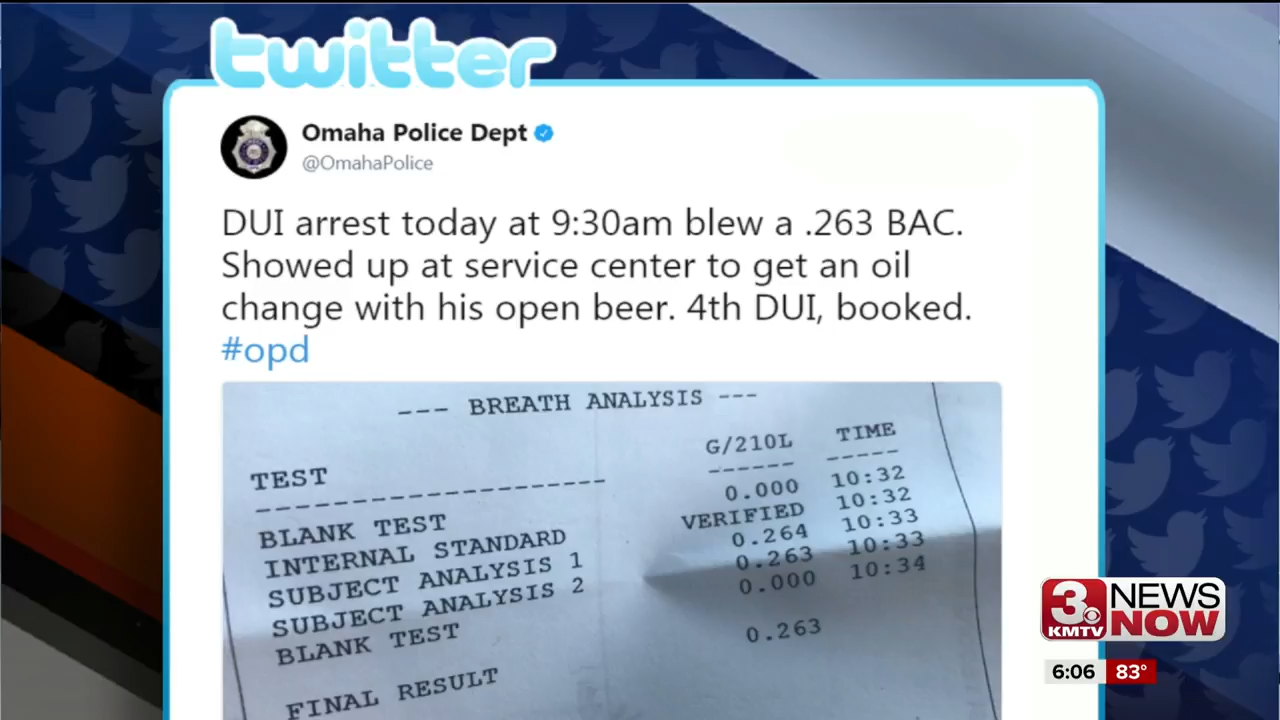 twitter
Omaha Police Dept
@OmahaPolice
DUI arrest today at 9:30am blew a .263 BAC.
Showed up at service center to get an oil
change with his open beer. 4th DUI, booked.
#opd
--- BREATH ANALYSIS ---
TEST G/210L TIME
-------------------- ------ -----
BLANK TEST 0.000 10:32
INTERNAL STANDARD VERIFIED 10:32
SUBJECT ANALYSIS 1 0.264 10:33
SUBJECT ANALYSIS 2 0.263 10:33
BLANK TEST 0.000 10:34
FINAL RESULT 0.263
3 NEWS
KMTV NOW
6:06 83°